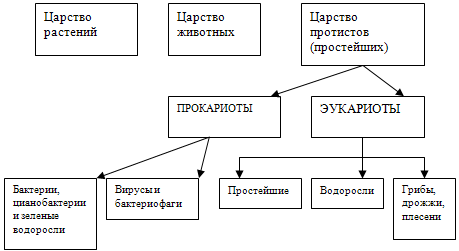 Царство
растений
Царство
животных
Царство
протистов
(простейших)
ПРОКАРИОТЫ
ЭУКАРИОТЫ
Бактерии,
цианобактерии
и зеленые
водоросли
Вирусы и
бактериофаги
Простейшие
Водоросли
Грибы,
дрожжи,
плесени